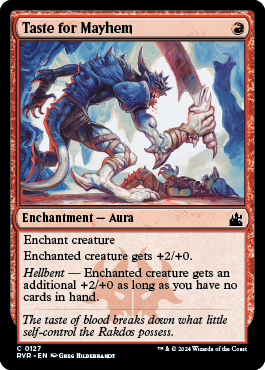 Taste for Mayhem
Enchantment — Aura
Enchant creature
Enchanted creature gets +2/+0.
Hellbent — Enchanted creature gets an
additional +2/+0 as long as you have no
cards in hand.
The taste of blood breaks down what little
self-control the Rakdos possess.
C 0127
RVR • EN Greg Hildebrandt
™ & © 2024 Wizards of the Coast